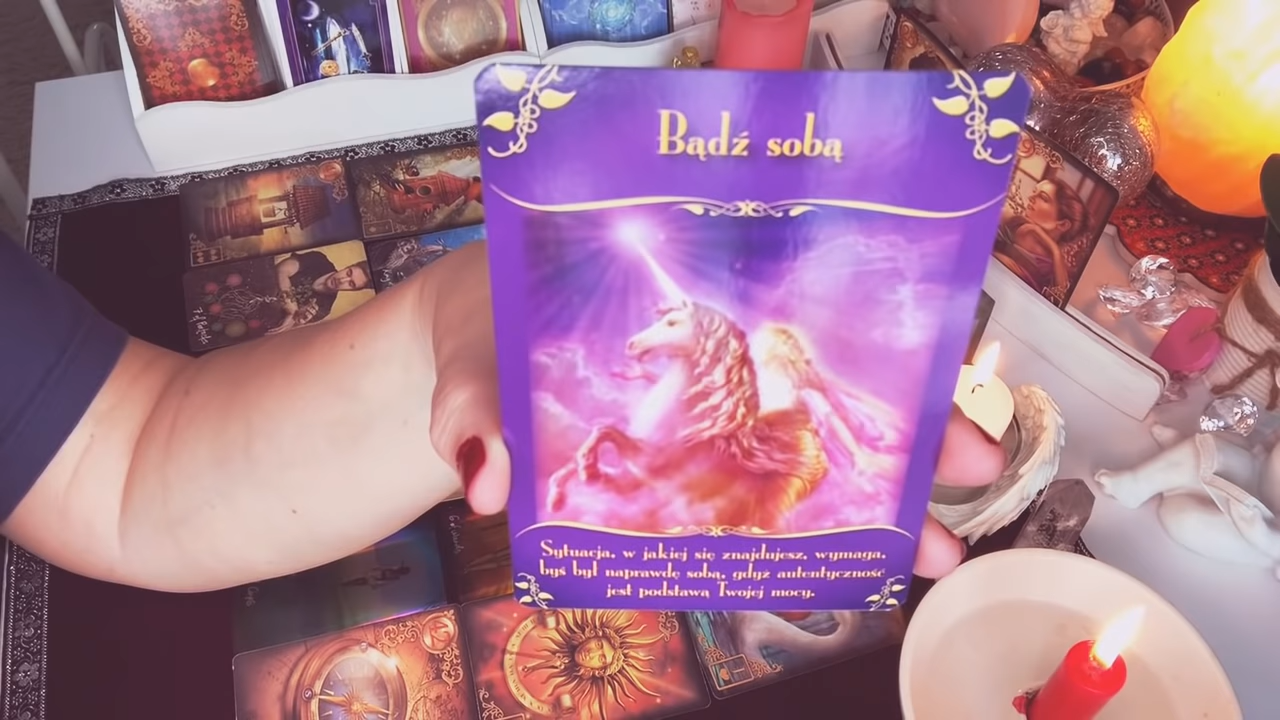 Bądź sobą
Sytuacja, w jakiej się znajdujesz, wymaga,
byś był naprawdę sobą, gdyż autentyczność
jest podstawą Twojej mocy.